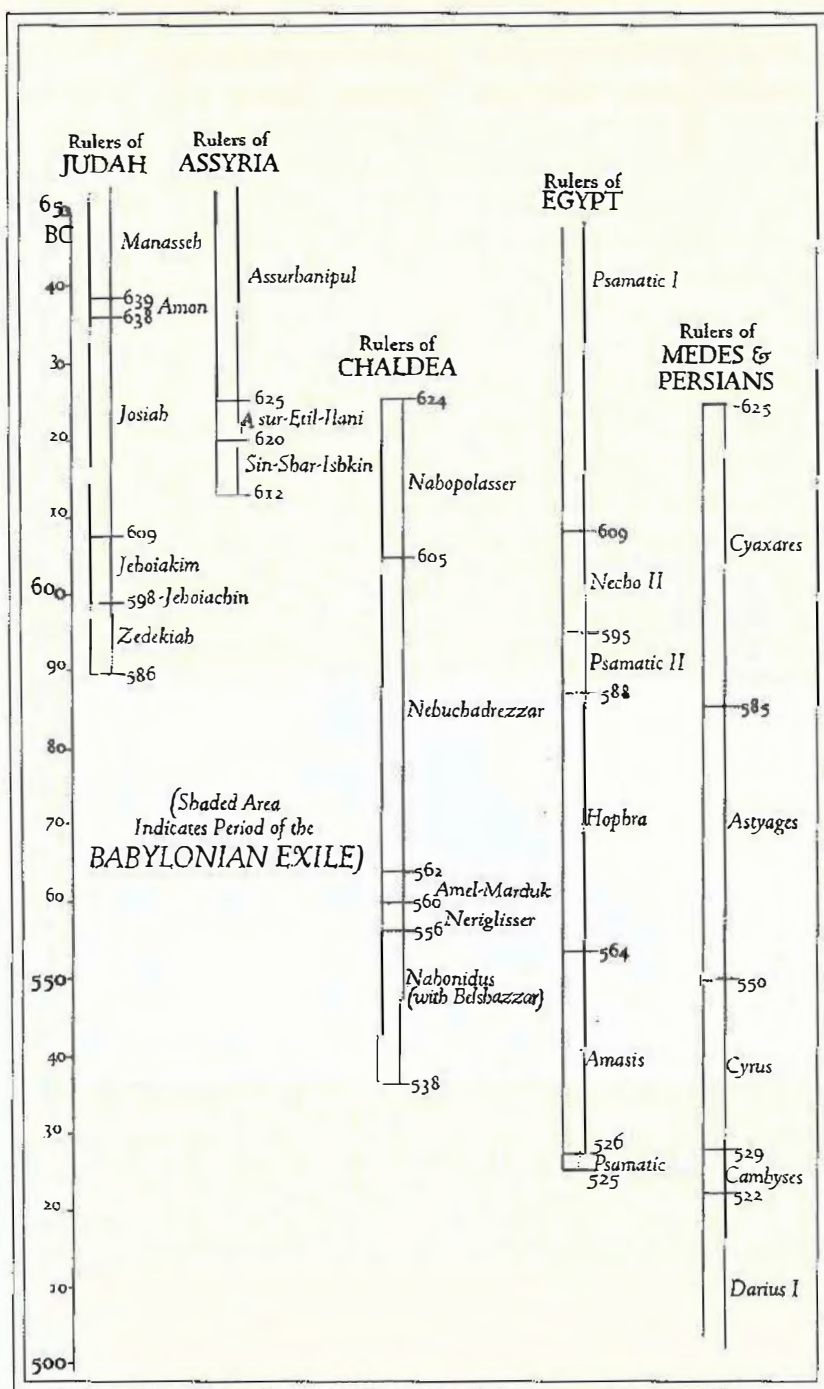 Rulers of
JUDAH
Rulers of
ASSYRIA
Rulers of
EGYPT
Rulers of
CHALDEA
Rulers of
MEDES &
PERSIANS
650
BC
40
30
20
10
600
90
80
70
60
550
40
30
20
10
500
Manasseh
639
Amon
638
Josiah
609
Jehoiakim
598-Jehoiachin
Zedekiah
586
Assurbanipul
625
Asur-Etil-Ilani
620
Sin-Shar-Ishkin
612
624
Nabopolasser
605
Nebuchadrezzar
562
Amel-Marduk
560
Neriglisser
556
Nabonidus
(with Belshazzar)
538
Psamatic I
609
Necho II
595
Psamatic II
588
Hophra
564
Amasis
526
Psamatic
525
-625
Cyaxares
585
Astyages
550
Cyrus
529
Cambyses
522
Darius I
(Shaded Area
Indicates Period of the
BABYLONIAN EXILE)